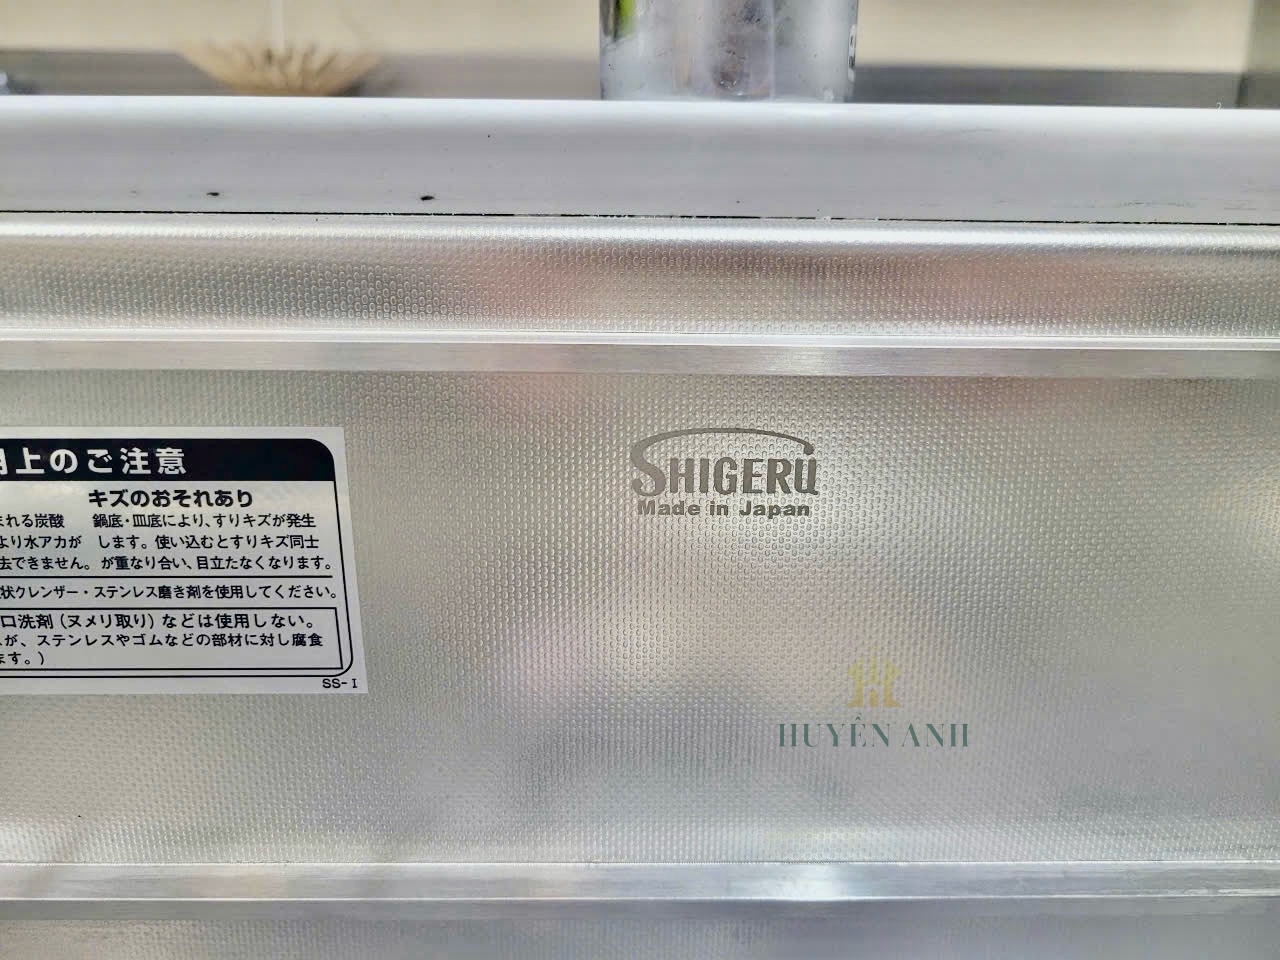 上のご注意
キズのおそれあり
まれる炭酸 鍋底・皿底により、すりキズが発生
より水アカが します。使い込むとすりキズ同士
去できません。 が重なり合い、目立たなくなります。
状クレンザー・ステンレス磨き剤を使用してください。
口洗剤（ヌメリ取り）などは使用しない。
が、ステンレスやゴムなどの部材に対し腐食
ます。）
SS-I
SHIGERU
Made in Japan
HUYỀN ANH